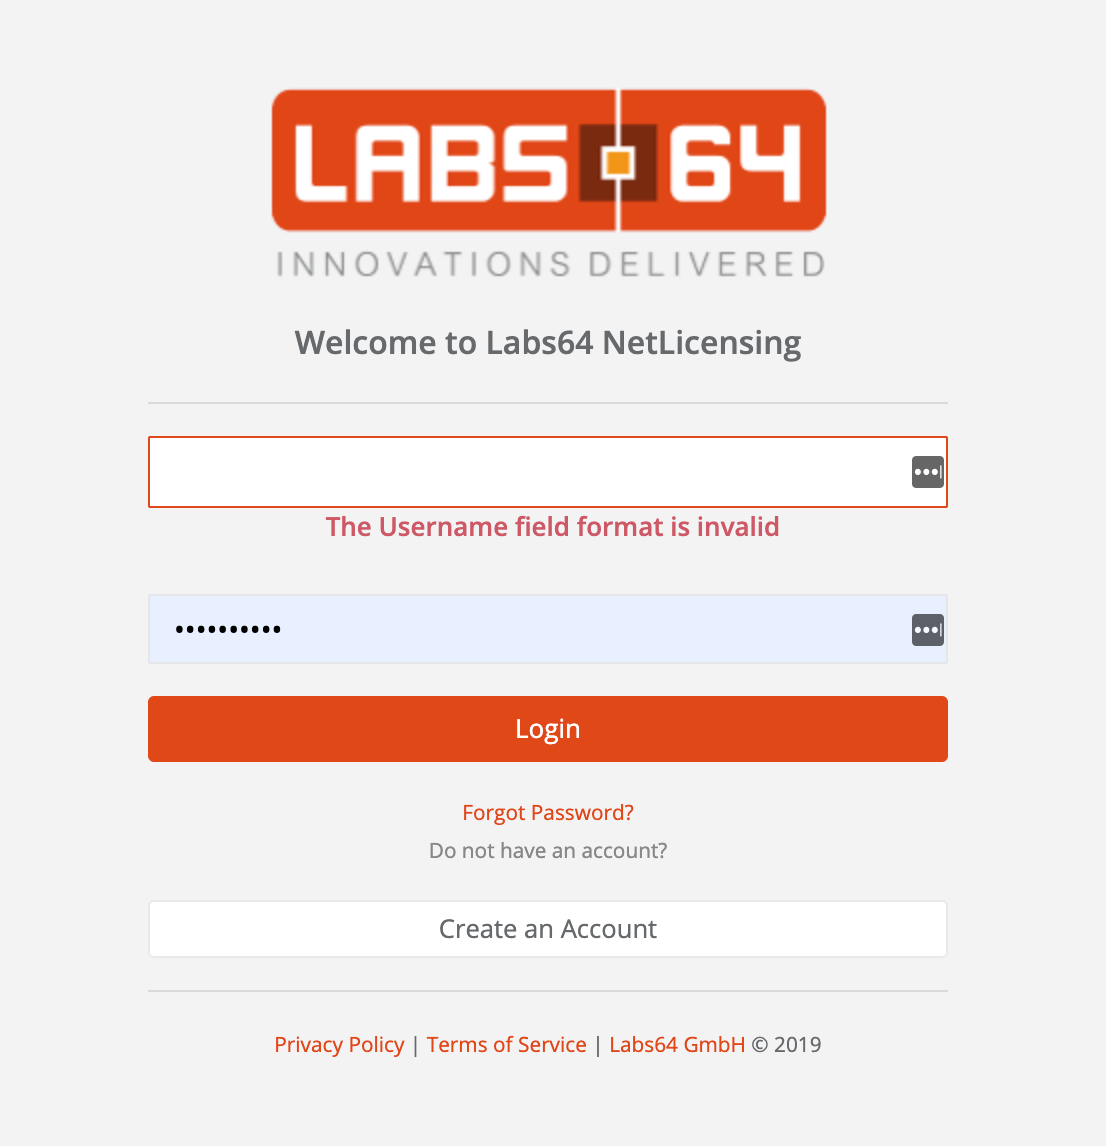 LABS 64
INNOVATIONS DELIVERED
Welcome to Labs64 NetLicensing
The Username field format is invalid
••••••••••
Login
Forgot Password?
Do not have an account?
Create an Account
Privacy Policy | Terms of Service | Labs64 GmbH © 2019